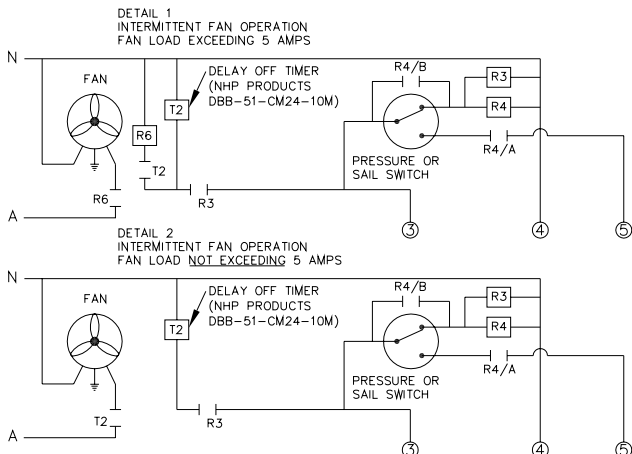 DETAIL 1
INTERMITTENT FAN OPERATION
FAN LOAD EXCEEDING 5 AMPS
N
FAN
DELAY OFF TIMER
(NHP PRODUCTS
DBB-51-CM24-10M)
R4/B
R3
R4
T2
R6
R4/A
PRESSURE OR
SAIL SWITCH
T2
R6
R3
A
3
4
5
DETAIL 2
INTERMITTENT FAN OPERATION
FAN LOAD NOT EXCEEDING 5 AMPS
N
FAN
DELAY OFF TIMER
(NHP PRODUCTS
DBB-51-CM24-10M)
R4/B
R3
R4
T2
R4/A
PRESSURE OR
SAIL SWITCH
T2
R3
A
3
4
5